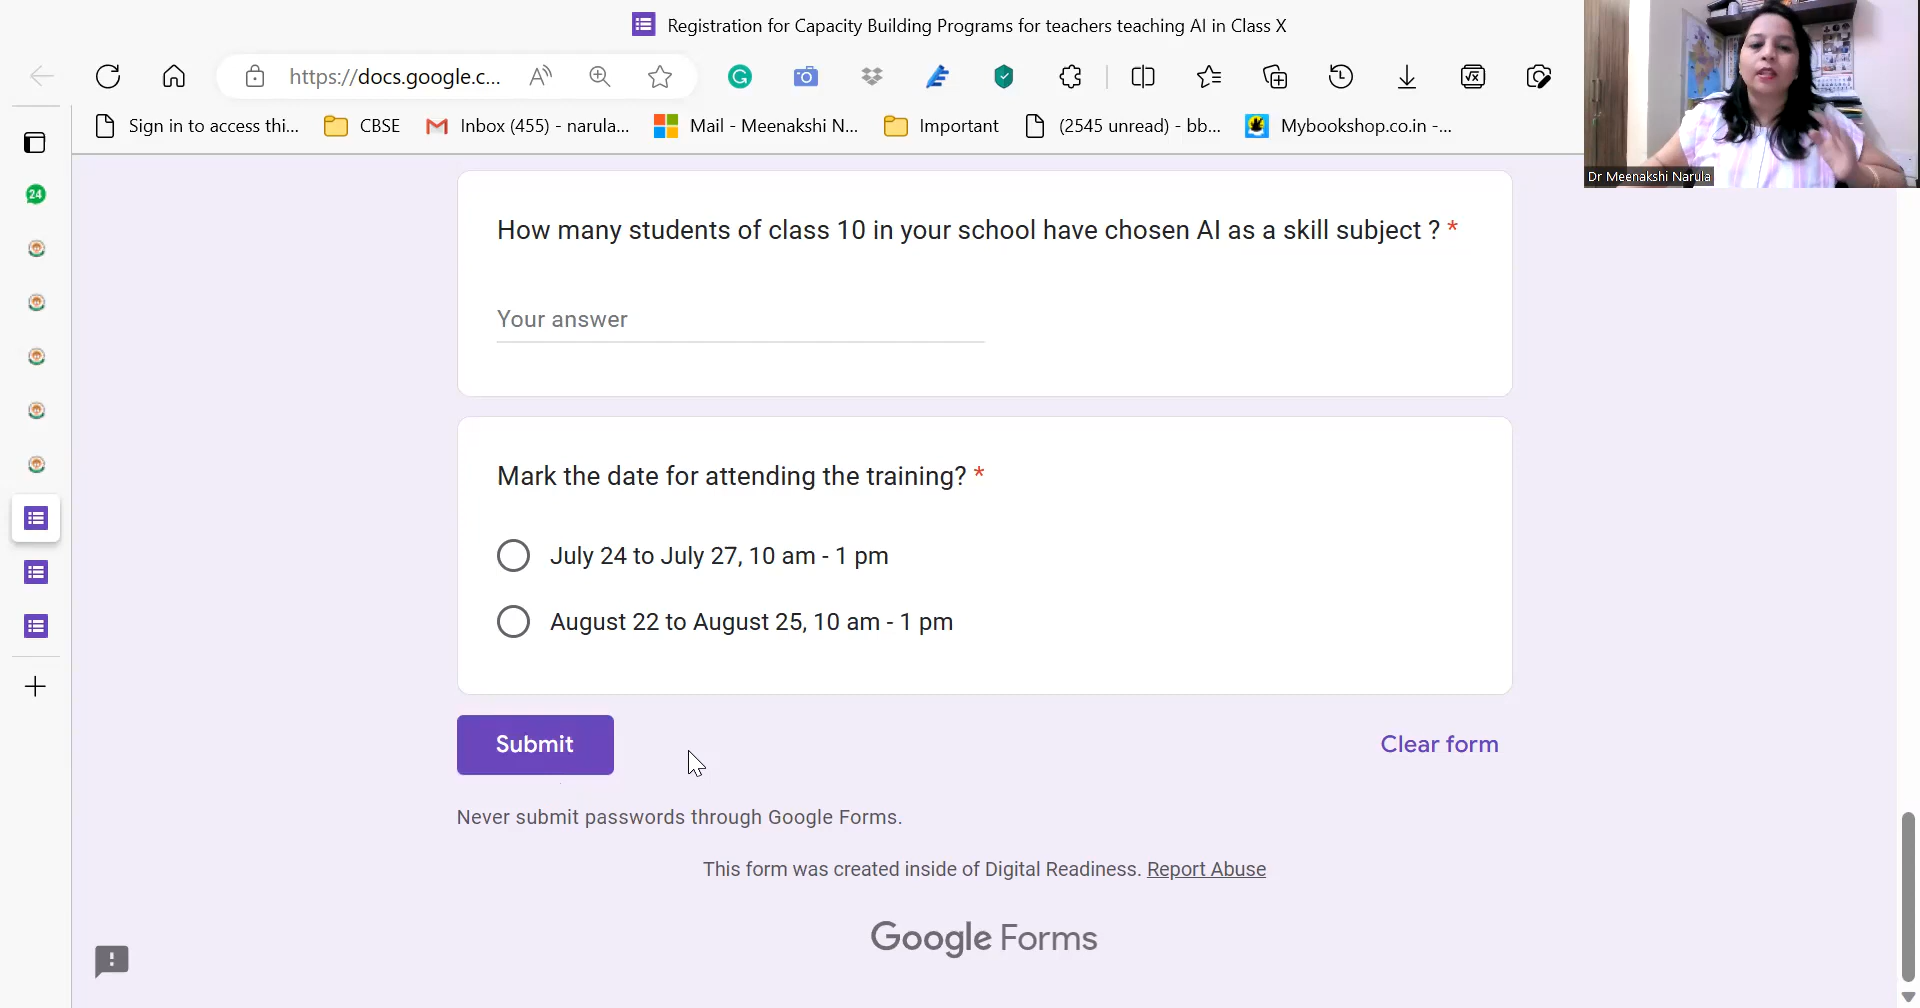 Registration for Capacity Building Programs for teachers teaching AI in Class X
https://docs.google.c...
Sign in to access thi...
CBSE
Inbox (455) - narula...
Mail - Meenakshi N...
Important
(2545 unread) - bb...
Mybookshop.co.in -...
Dr Meenakshi Narula
24
How many students of class 10 in your school have chosen AI as a skill subject ? *
Your answer
Mark the date for attending the training? *
July 24 to July 27, 10 am - 1 pm
August 22 to August 25, 10 am - 1 pm
Submit
Clear form
Never submit passwords through Google Forms.
This form was created inside of Digital Readiness. Report Abuse
Google Forms